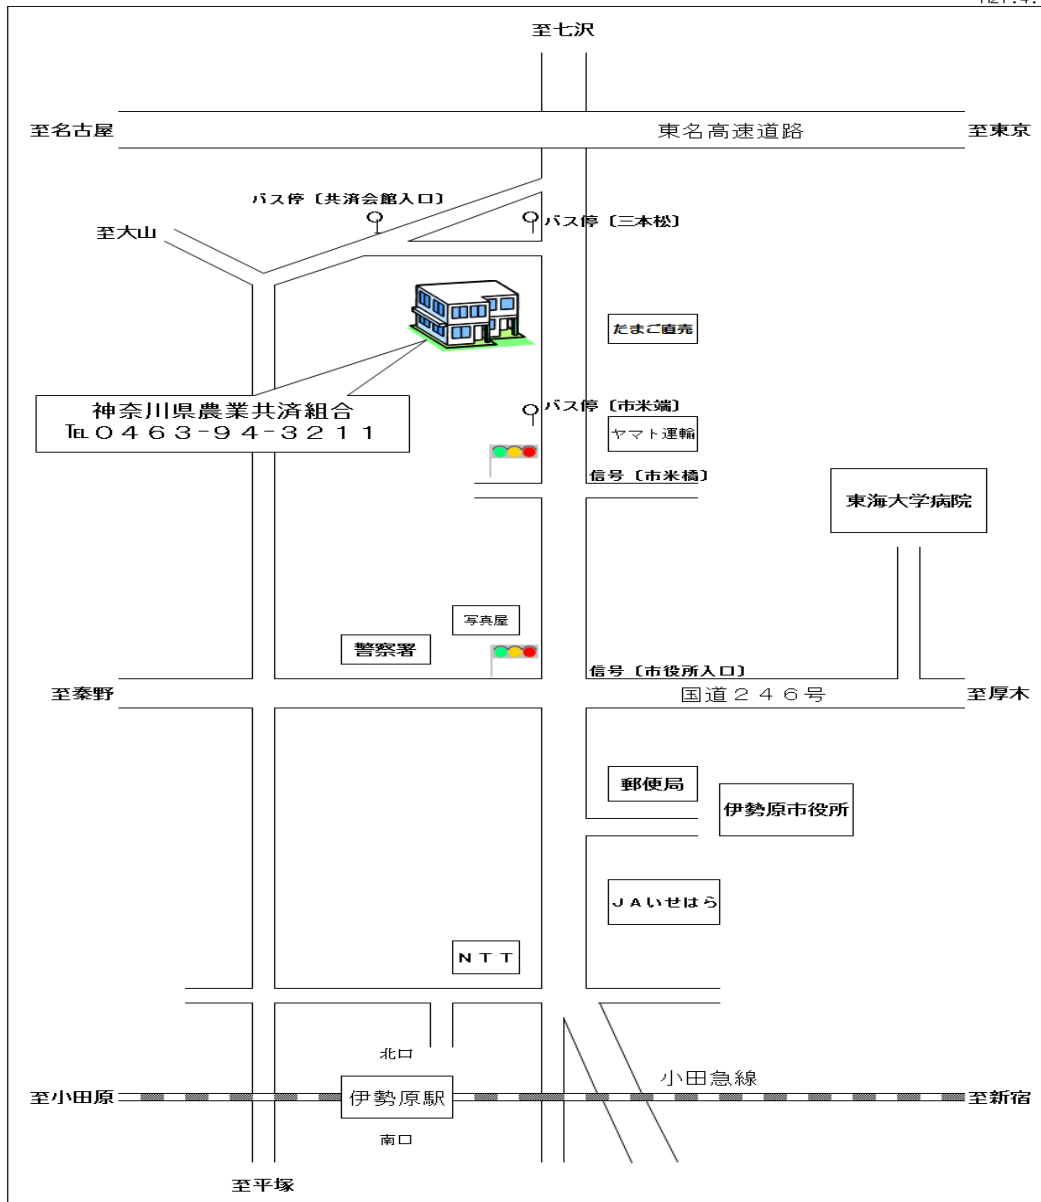 至七沢
至名古屋
東名高速道路
至東京
バス停〔共済会館入口〕
バス停〔三本松〕
至大山
たまご直売
神奈川県農業共済組合
℡０４６３-９４-３２１１
バス停〔市米端〕
ヤマト運輸
信号〔市米橋〕
東海大学病院
写真屋
警察署
信号〔市役所入口〕
至秦野
国道２４６号
至厚木
郵便局
伊勢原市役所
ＪＡいせはら
ＮＴＴ
北口
小田急線
至小田原
伊勢原駅
至新宿
南口
至平塚